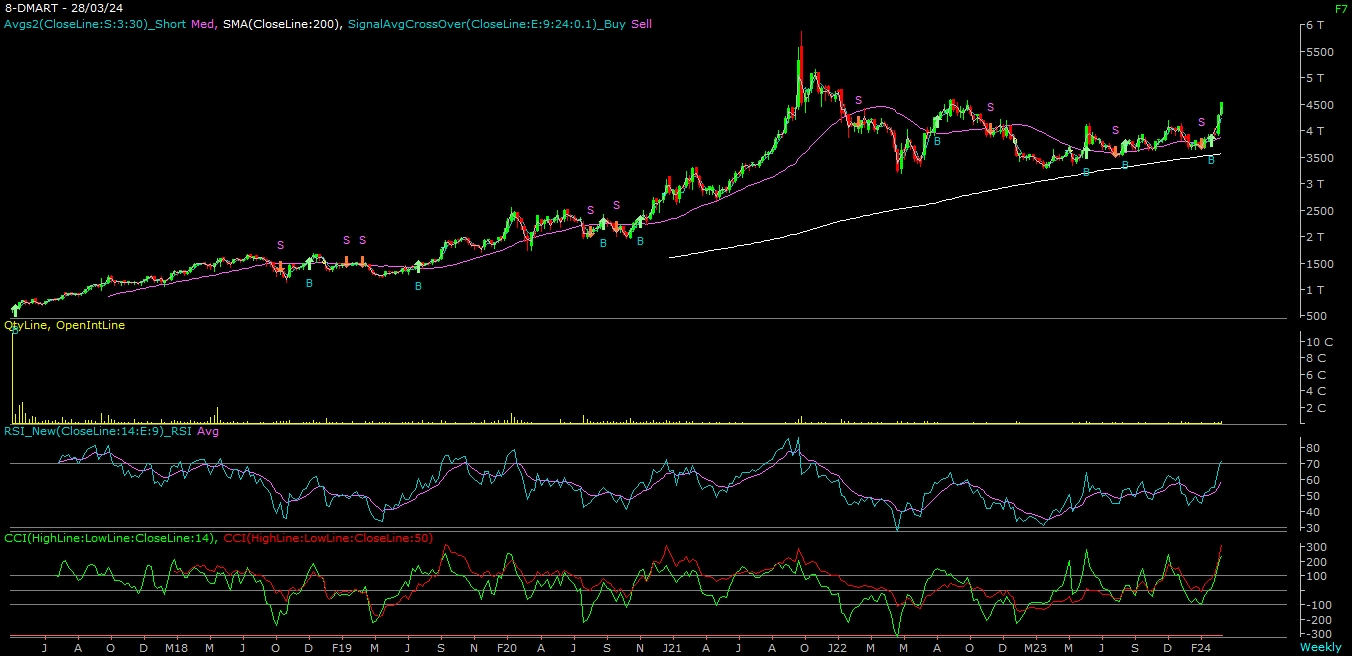 8-DMART - 28/03/24
F7
Avgs2(CloseLine:S:3:30)_Short Med, SMA(CloseLine:200), SignalAvgCrossOver(CloseLine:E:9:24:0.1)_Buy Sell
6 T
5500
5 T
4500
4 T
3500
3 T
2500
2 T
1500
1 T
500
S
S
S
S
S
S
S
S
S
B
B
B
B
B
B
B
B
B
B
QtyLine, OpenIntLine
10 C
8 C
6 C
4 C
2 C
RSI_New(CloseLine:14:E:9)_RSI Avg
80
70
60
50
40
30
CCI(HighLine:LowLine:CloseLine:14), CCI(HighLine:LowLine:CloseLine:50)
300
200
100
-100
-200
-300
J A O D M18 M J O D F19 M J S N F20 A J S N J21 A J A O J22 M M J A O D M23 M J S D F24
Weekly